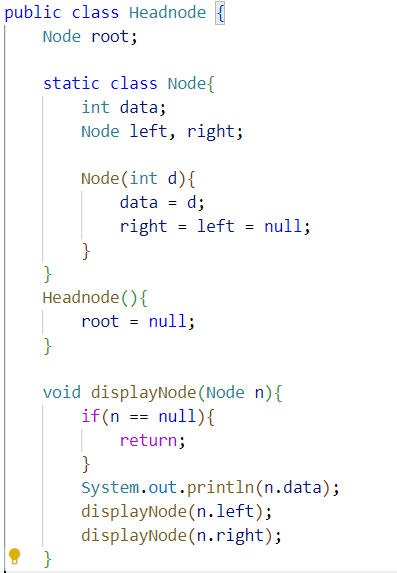 public class Headnode {
    Node root;

    static class Node{
        int data;
        Node left, right;

        Node(int d){
            data = d;
            right = left = null;
        }
    }
    Headnode(){
        root = null;
    }

    void displayNode(Node n){
        if(n == null){
            return;
        }
        System.out.println(n.data);
        displayNode(n.left);
        displayNode(n.right);
    }